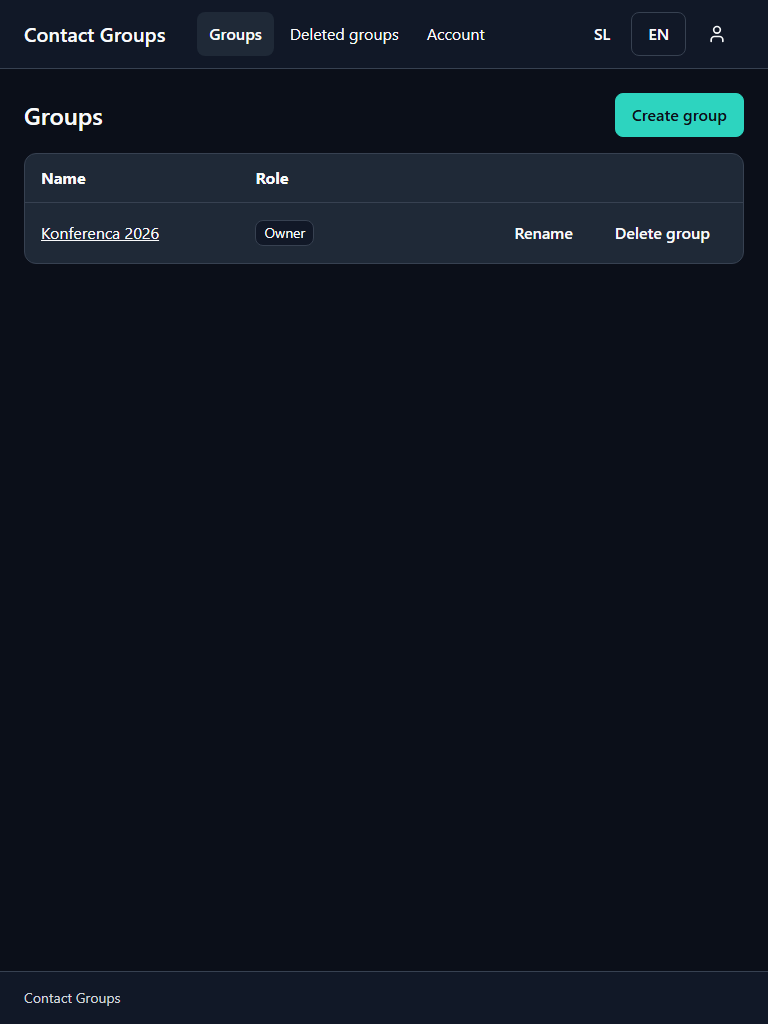 Contact Groups Groups Deleted groups Account SL EN
Groups Create group
Name Role
Konferenca 2026 Owner Rename Delete group
Contact Groups